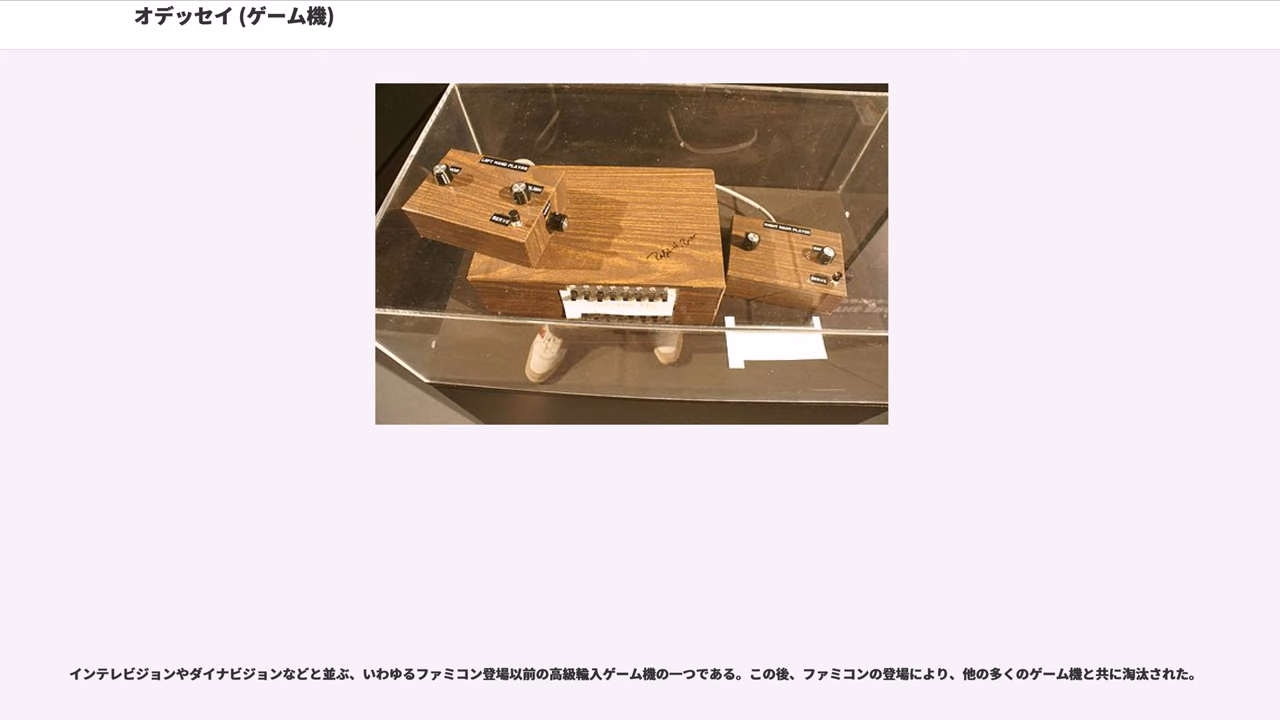 オデッセイ (ゲーム機)
LEFT HAND PLAYER
SERVE
RIGHT HAND PLAYER
SERVE
インテレビジョンやダイナビジョンなどと並ぶ、いわゆるファミコン登場以前の高級輸入ゲーム機の一つである。この後、ファミコンの登場により、他の多くのゲーム機と共に淘汰された。